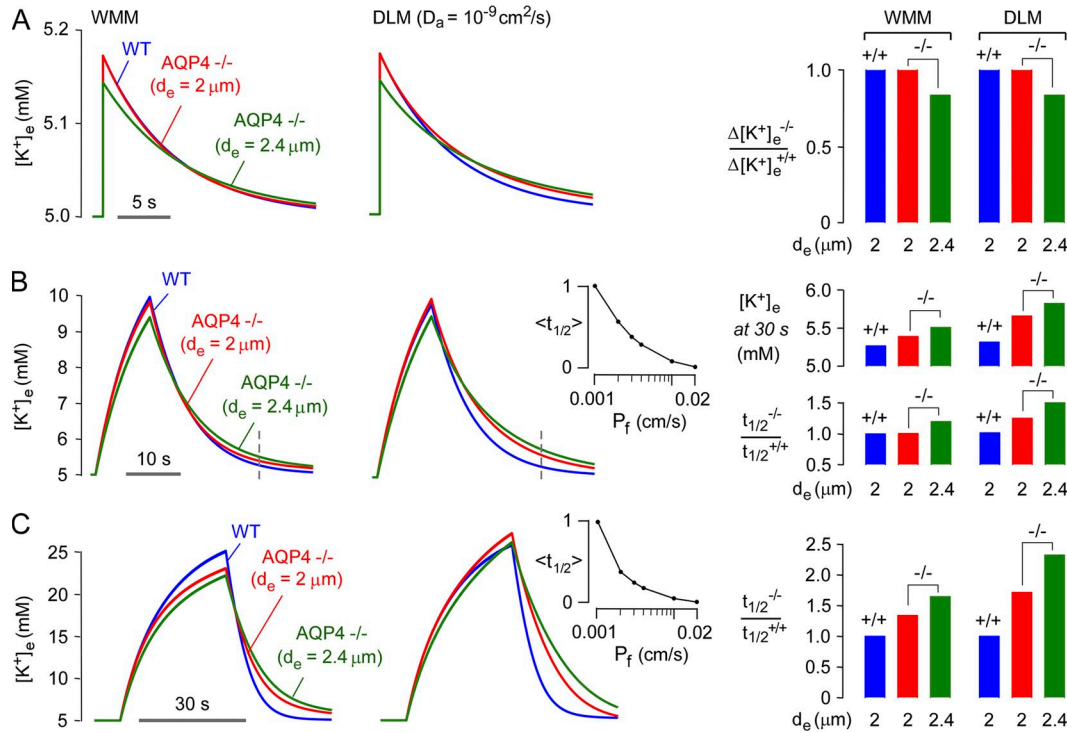 A
WMM
DLM (Da = 10-9 cm2/s)
5.2
5.1
5.0
[K+]e (mM)
WT
AQP4 -/-
(de = 2 μm)
AQP4 -/-
(de = 2.4 μm)
5 s
WMM
DLM
+/+
-/-
+/+
-/-
1.0
0.5
0
Δ[K+]e-/-
Δ[K+]e+/+
de (μm)
2 2 2.4 2 2 2.4
B
10
9
8
7
6
5
[K+]e (mM)
WT
AQP4 -/-
(de = 2 μm)
AQP4 -/-
(de = 2.4 μm)
10 s
1
<t1/2>
0
0.001 0.02
Pf (cm/s)
[K+]e
at 30 s
(mM)
6.0
5.5
5.0
+/+
-/-
+/+
-/-
t1/2-/-
t1/2+/+
1.5
1.0
0.5
+/+
-/-
+/+
-/-
de (μm)
2 2 2.4 2 2 2.4
C
25
20
15
10
5
[K+]e (mM)
WT
AQP4 -/-
(de = 2 μm)
AQP4 -/-
(de = 2.4 μm)
30 s
1
<t1/2>
0
0.001 0.02
Pf (cm/s)
t1/2-/-
t1/2+/+
2.5
2.0
1.5
1.0
0.5
0
+/+
-/-
+/+
-/-
de (μm)
2 2 2.4 2 2 2.4